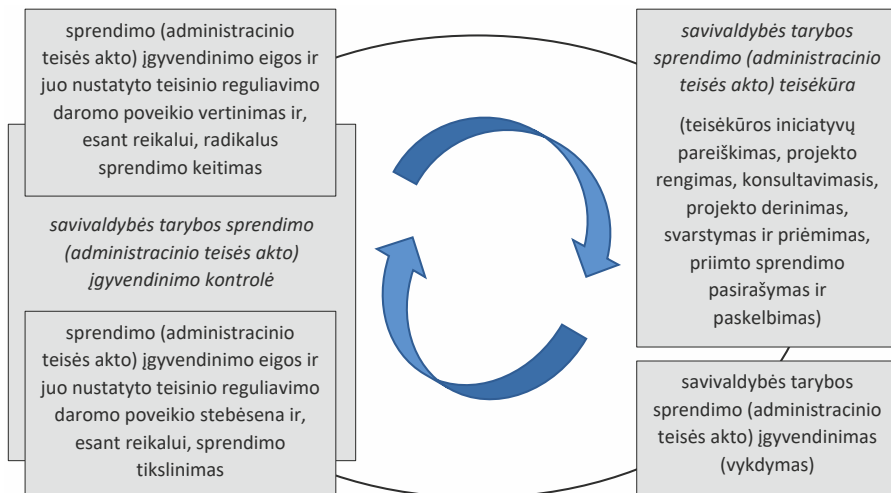 sprendimo (administracinio
teisės akto) įgyvendinimo eigos ir
juo nustatyto teisinio reguliavimo
daromo poveikio vertinimas ir,
esant reikalui, radikalus
sprendimo keitimas
savivaldybės tarybos sprendimo
(administracinio teisės akto)
įgyvendinimo kontrolė
sprendimo (administracinio
teisės akto) įgyvendinimo eigos ir
juo nustatyto teisinio reguliavimo
daromo poveikio stebėsena ir,
esant reikalui, sprendimo
tikslinimas
savivaldybės tarybos
sprendimo (administracinio
teisės akto) teisėkūra
(teisėkūros iniciatyvų
pareiškimas, projekto
rengimas, konsultavimasis,
projekto derinimas,
svarstymas ir priėmimas,
priimto sprendimo
pasirašymas ir
paskelbimas)
savivaldybės tarybos
sprendimo (administracinio
teisės akto) įgyvendinimas
(vykdymas)